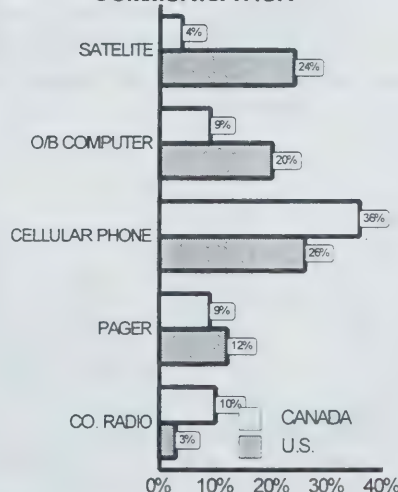 SATELITE
4%
24%
O/B COMPUTER
9%
20%
CELLULAR PHONE
36%
26%
PAGER
9%
12%
CO. RADIO
10%
3%
CANADA
U.S.
0% 10% 20% 30% 40%